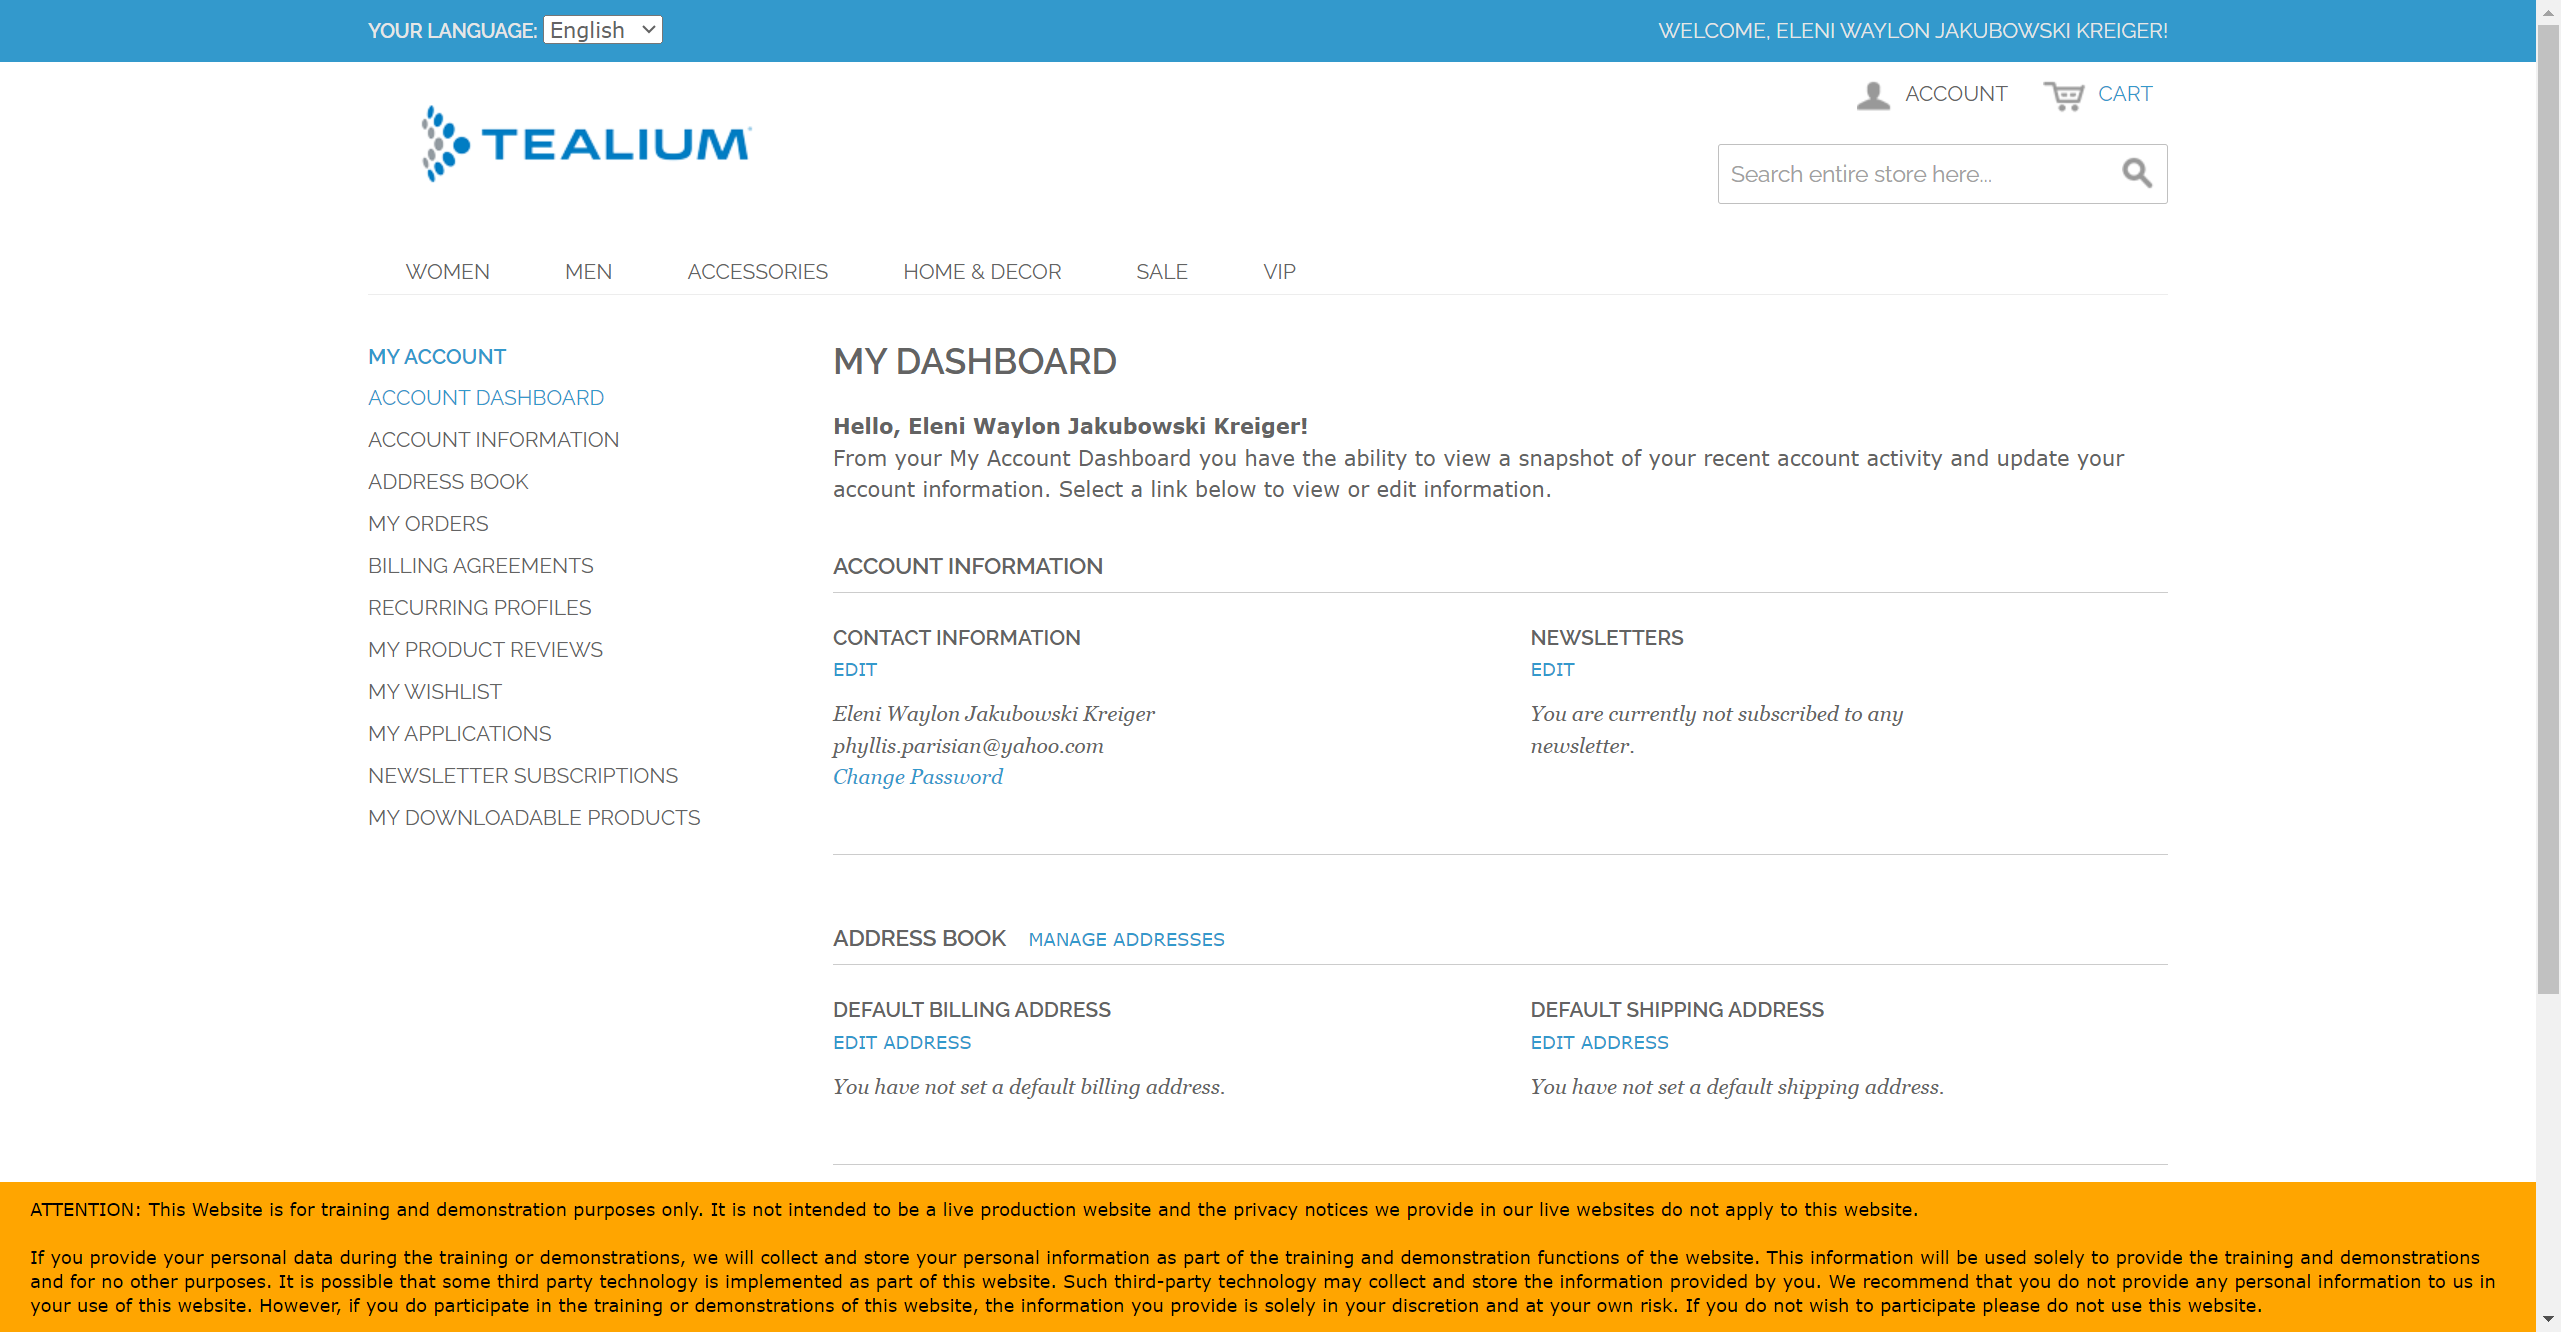 YOUR LANGUAGE: English
WELCOME, ELENI WAYLON JAKUBOWSKI KREIGER!
TEALIUM
ACCOUNT
CART
Search entire store here...
WOMEN MEN ACCESSORIES HOME & DECOR SALE VIP
MY ACCOUNT
ACCOUNT DASHBOARD
ACCOUNT INFORMATION
ADDRESS BOOK
MY ORDERS
BILLING AGREEMENTS
RECURRING PROFILES
MY PRODUCT REVIEWS
MY WISHLIST
MY APPLICATIONS
NEWSLETTER SUBSCRIPTIONS
MY DOWNLOADABLE PRODUCTS
MY DASHBOARD
Hello, Eleni Waylon Jakubowski Kreiger!
From your My Account Dashboard you have the ability to view a snapshot of your recent account activity and update your
account information. Select a link below to view or edit information.
ACCOUNT INFORMATION
CONTACT INFORMATION
EDIT
Eleni Waylon Jakubowski Kreiger
phyllis.parisian@yahoo.com
Change Password
NEWSLETTERS
EDIT
You are currently not subscribed to any
newsletter.
ADDRESS BOOK MANAGE ADDRESSES
DEFAULT BILLING ADDRESS
EDIT ADDRESS
You have not set a default billing address.
DEFAULT SHIPPING ADDRESS
EDIT ADDRESS
You have not set a default shipping address.
ATTENTION: This Website is for training and demonstration purposes only. It is not intended to be a live production website and the privacy notices we provide in our live websites do not apply to this website.
If you provide your personal data during the training or demonstrations, we will collect and store your personal information as part of the training and demonstration functions of the website. This information will be used solely to provide the training and demonstrations
and for no other purposes. It is possible that some third party technology is implemented as part of this website. Such third-party technology may collect and store the information provided by you. We recommend that you do not provide any personal information to us in
your use of this website. However, if you do participate in the training or demonstrations of this website, the information you provide is solely in your discretion and at your own risk. If you do not wish to participate please do not use this website.